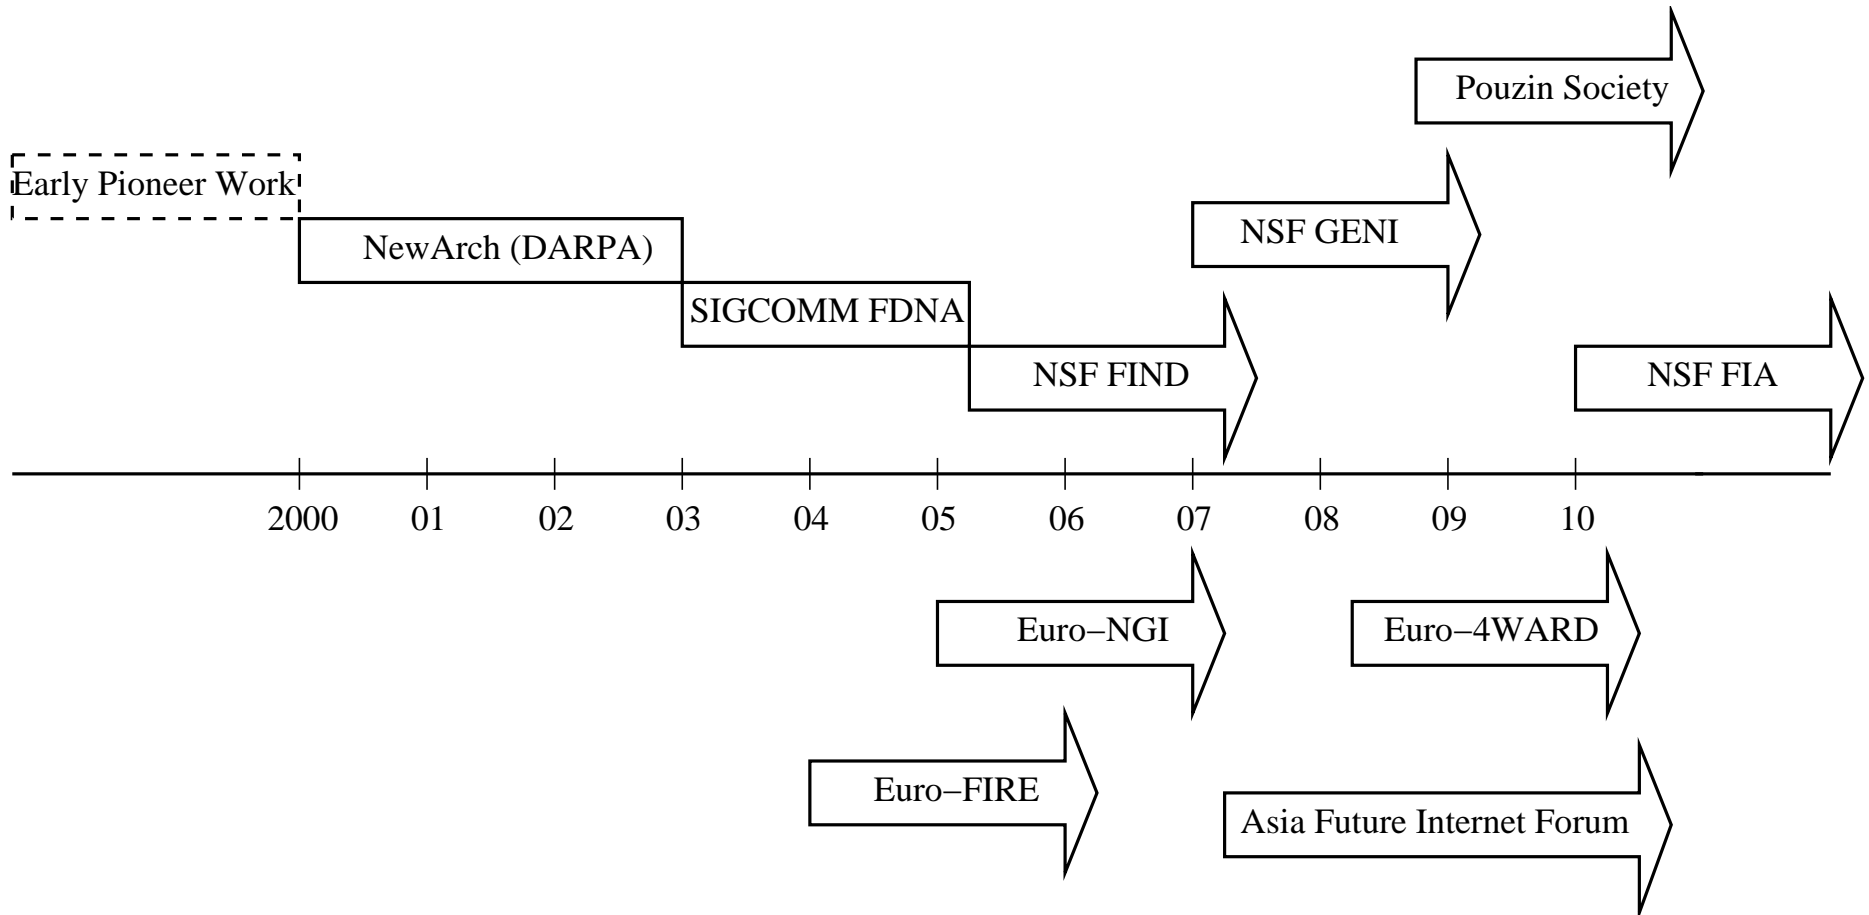 Pouzin Society
Early Pioneer Work
NSF GENI
NewArch (DARPA)
SIGCOMM FDNA
NSF FIND
NSF FIA
2000 01 02 03 04 05 06 07 08 09 10
Euro−NGI
Euro−4WARD
Euro−FIRE
Asia Future Internet Forum